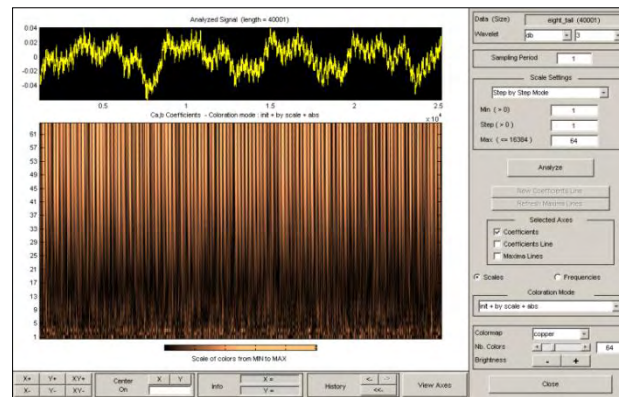 Analyzed Signal (length = 40001)
0.04
0.02
0
-0.02
-0.04
0.5
1
1.5
2
2.5
x 10⁴
Ca,b Coefficients - Coloration mode : init + by scale + abs
61
57
53
49
45
41
37
33
29
25
21
17
13
9
5
1
Scale of colors from MIN to MAX
Data (Size) eight_tail (40001)
Wavelet db 3
Sampling Period 1
Scale Settings
Step by Step Mode
Min ( > 0) 1
Step ( > 0 ) 1
Max ( <= 16384 ) 64
Analyze
New Coefficients Line
Refresh Maxima Lines
Selected Axes
Coefficients
Coefficients Line
Maxima Lines
Scales Frequencies
Coloration Mode
init + by scale + abs
Colormap copper
Nb. Colors 64
Brightness - +
X+ Y+ XY+
X- Y- XY-
Center On X Y
Info X = Y =
History <- -> <<-
View Axes
Close